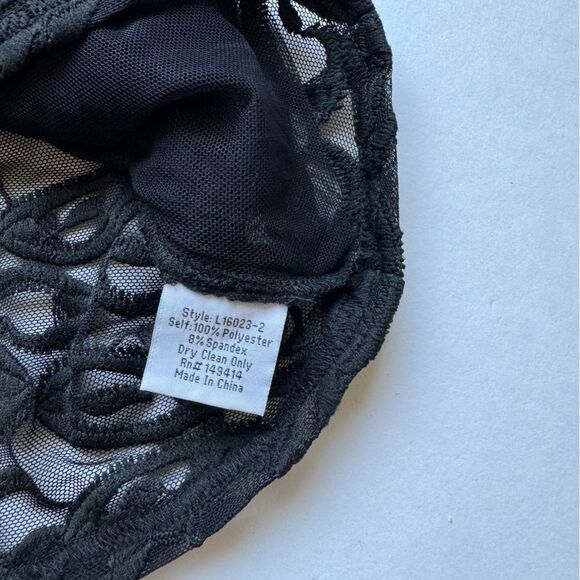 Style: L16023-2
Self:100% Polyester
8% Spandex
Dry Clean Only
Rn# 149414
Made In China